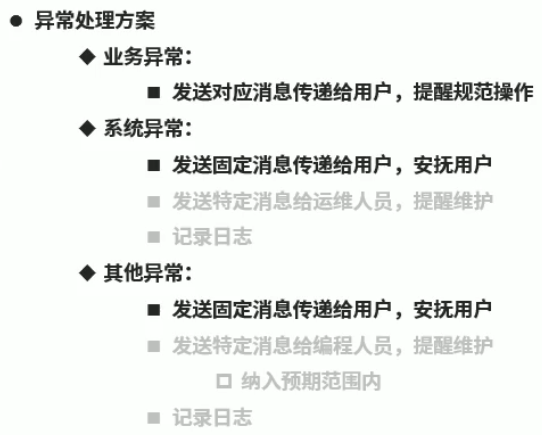 ● 异常处理方案
◆ 业务异常：
■ 发送对应消息传递给用户，提醒规范操作
◆ 系统异常：
■ 发送固定消息传递给用户，安抚用户
■ 发送特定消息给运维人员，提醒维护
■ 记录日志
◆ 其他异常：
■ 发送固定消息传递给用户，安抚用户
■ 发送特定消息给编程人员，提醒维护
□ 纳入预期范围内
■ 记录日志